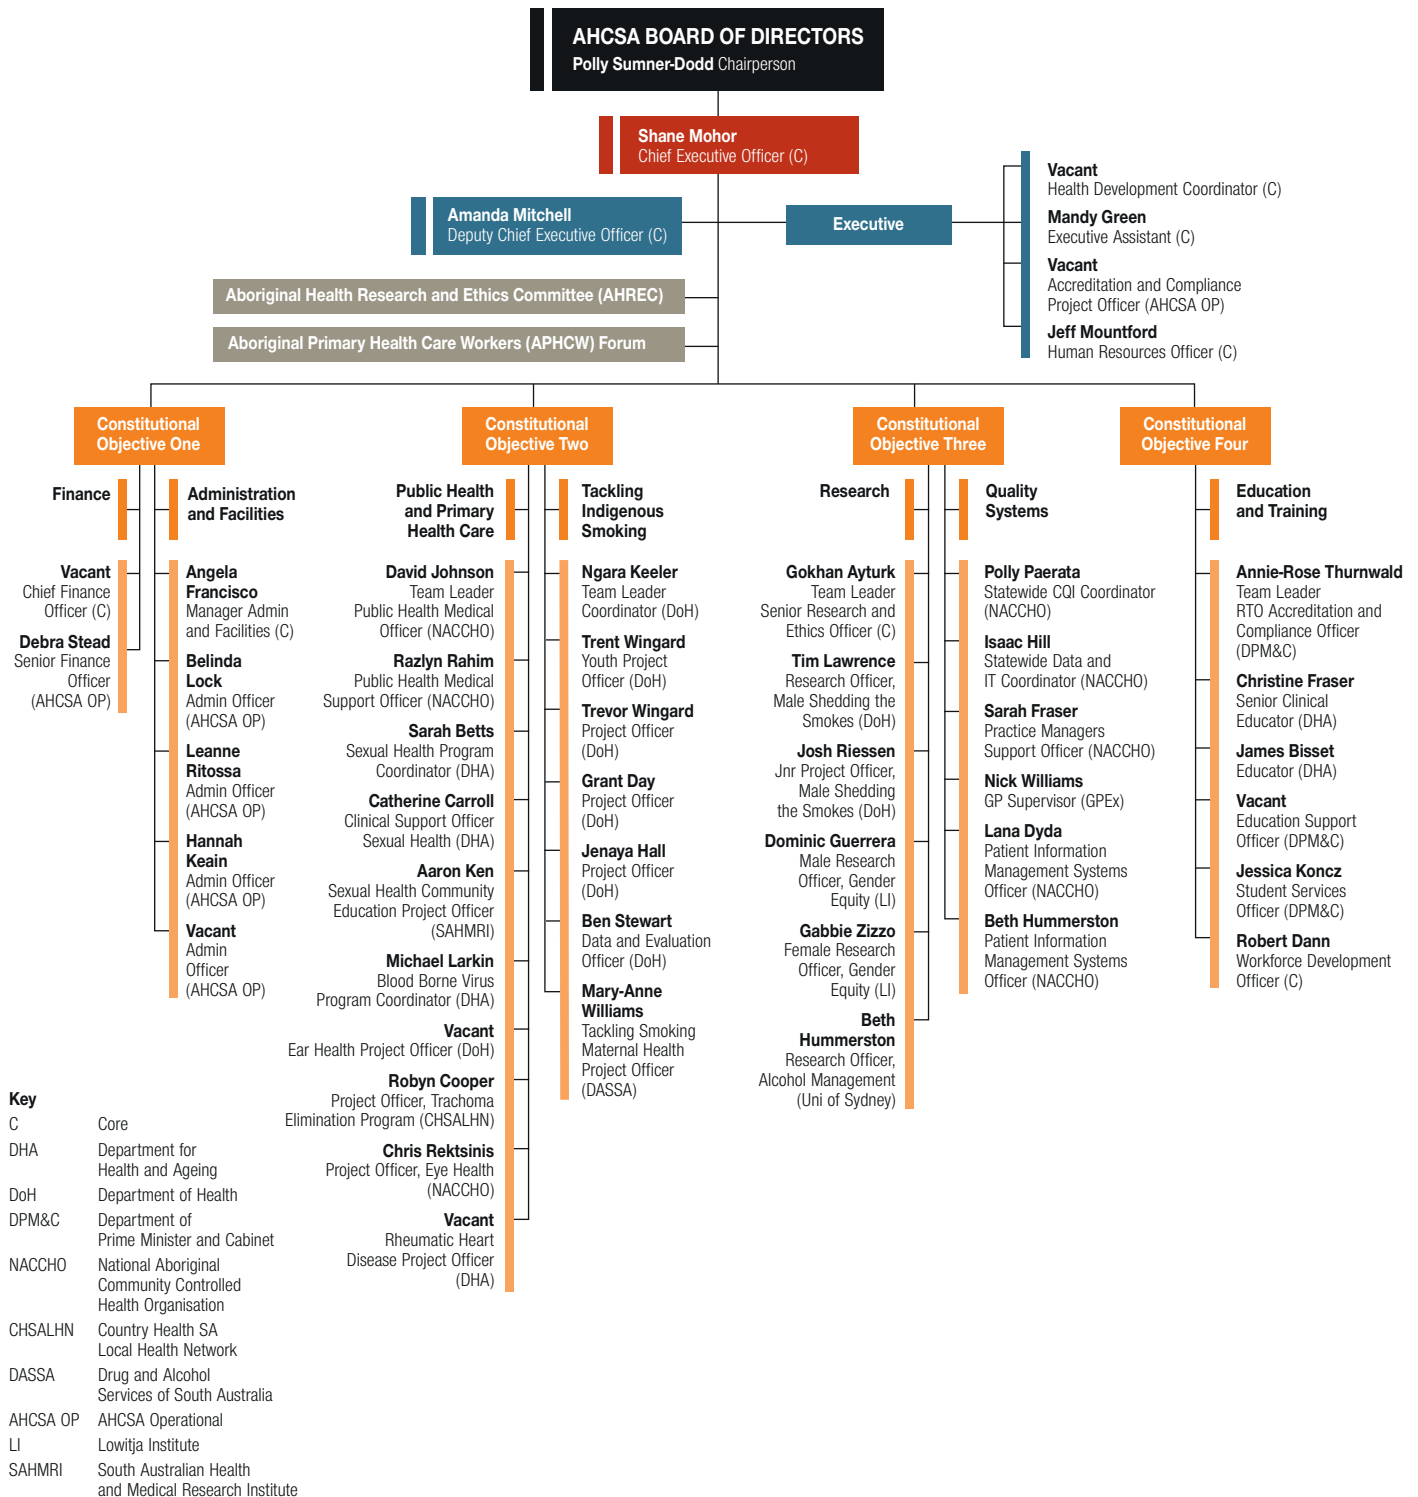 AHCSA BOARD OF DIRECTORS
Polly Sumner-Dodd Chairperson
Shane Mohor
Chief Executive Officer (C)
Amanda Mitchell
Deputy Chief Executive Officer (C)
Executive
Vacant
Health Development Coordinator (C)
Mandy Green
Executive Assistant (C)
Vacant
Accreditation and Compliance
Project Officer (AHCSA OP)
Jeff Mountford
Human Resources Officer (C)
Aboriginal Health Research and Ethics Committee (AHREC)
Aboriginal Primary Health Care Workers (APHCW) Forum
Constitutional
Objective One
Finance
Vacant
Chief Finance
Officer (C)
Debra Stead
Senior Finance
Officer
(AHCSA OP)
Administration
and Facilities
Angela
Francisco
Manager Admin
and Facilities (C)
Belinda
Lock
Admin Officer
(AHCSA OP)
Leanne
Ritossa
Admin Officer
(AHCSA OP)
Hannah
Keain
Admin Officer
(AHCSA OP)
Vacant
Admin
Officer
(AHCSA OP)
Constitutional
Objective Two
Public Health
and Primary
Health Care
David Johnson
Team Leader
Public Health Medical
Officer (NACCHO)
Razlyn Rahim
Public Health Medical
Support Officer (NACCHO)
Sarah Betts
Sexual Health Program
Coordinator (DHA)
Catherine Carroll
Clinical Support Officer
Sexual Health (DHA)
Aaron Ken
Sexual Health Community
Education Project Officer
(SAHMRI)
Michael Larkin
Blood Borne Virus
Program Coordinator (DHA)
Vacant
Ear Health Project Officer (DoH)
Robyn Cooper
Project Officer, Trachoma
Elimination Program (CHSALHN)
Chris Rektsinis
Project Officer, Eye Health
(NACCHO)
Vacant
Rheumatic Heart
Disease Project Officer
(DHA)
Tackling
Indigenous
Smoking
Ngara Keeler
Team Leader
Coordinator (DoH)
Trent Wingard
Youth Project
Officer (DoH)
Trevor Wingard
Project Officer
(DoH)
Grant Day
Project Officer
(DoH)
Jenaya Hall
Project Officer
(DoH)
Ben Stewart
Data and Evaluation
Officer (DoH)
Mary-Anne
Williams
Tackling Smoking
Maternal Health
Project Officer
(DASSA)
Constitutional
Objective Three
Research
Gokhan Ayturk
Team Leader
Senior Research and
Ethics Officer (C)
Tim Lawrence
Research Officer,
Male Shedding the
Smokes (DoH)
Josh Riessen
Jnr Project Officer,
Male Shedding
the Smokes (DoH)
Dominic Guerrera
Male Research
Officer, Gender
Equity (LI)
Gabbie Zizzo
Female Research
Officer, Gender
Equity (LI)
Beth
Hummerston
Research Officer,
Alcohol Management
(Uni of Sydney)
Quality
Systems
Polly Paerata
Statewide CQI Coordinator
(NACCHO)
Isaac Hill
Statewide Data and
IT Coordinator (NACCHO)
Sarah Fraser
Practice Managers
Support Officer (NACCHO)
Nick Williams
GP Supervisor (GPEx)
Lana Dyda
Patient Information
Management Systems
Officer (NACCHO)
Beth Hummerston
Patient Information
Management Systems
Officer (NACCHO)
Constitutional
Objective Four
Education
and Training
Annie-Rose Thurnwald
Team Leader
RTO Accreditation and
Compliance Officer
(DPM&C)
Christine Fraser
Senior Clinical
Educator (DHA)
James Bisset
Educator (DHA)
Vacant
Education Support
Officer (DPM&C)
Jessica Koncz
Student Services
Officer (DPM&C)
Robert Dann
Workforce Development
Officer (C)
Key
C Core
DHA Department for
Health and Ageing
DoH Department of Health
DPM&C Department of
Prime Minister and Cabinet
NACCHO National Aboriginal
Community Controlled
Health Organisation
CHSALHN Country Health SA
Local Health Network
DASSA Drug and Alcohol
Services of South Australia
AHCSA OP AHCSA Operational
LI Lowitja Institute
SAHMRI South Australian Health
and Medical Research Institute